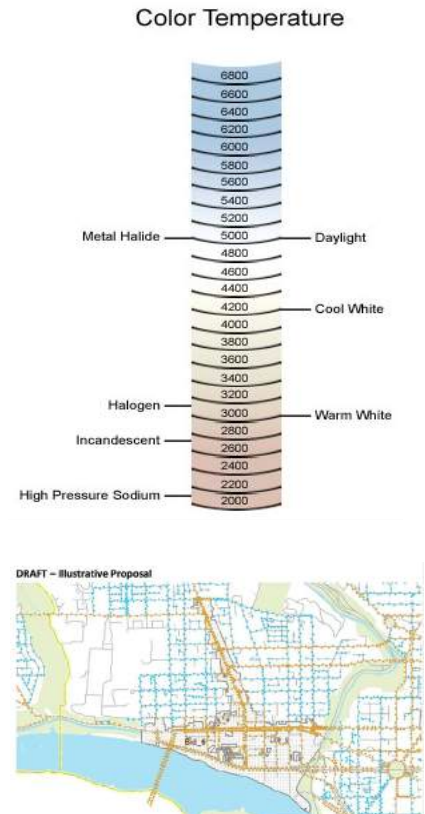 Color Temperature
6800
6600
6400
6200
6000
5800
5600
5400
5200
Metal Halide 5000 Daylight
4800
4600
4400
4200 Cool White
4000
3800
3600
3400
3200
Halogen
3000 Warm White
2800
Incandescent
2600
2400
2200
High Pressure Sodium 2000
DRAFT – Illustrative Proposal